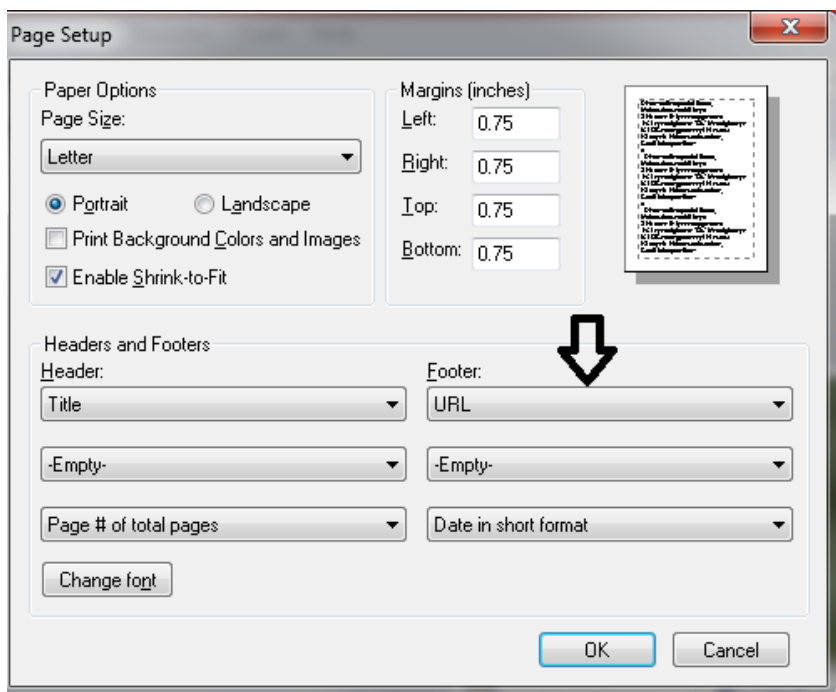 Page Setup
Paper Options
Page Size:
Letter
Portrait
Landscape
Print Background Colors and Images
Enable Shrink-to-Fit
Margins (inches)
Left: 0.75
Right: 0.75
Top: 0.75
Bottom: 0.75
Headers and Footers
Header:
Title
-Empty-
Page # of total pages
Change font
Footer:
URL
-Empty-
Date in short format
OK
Cancel